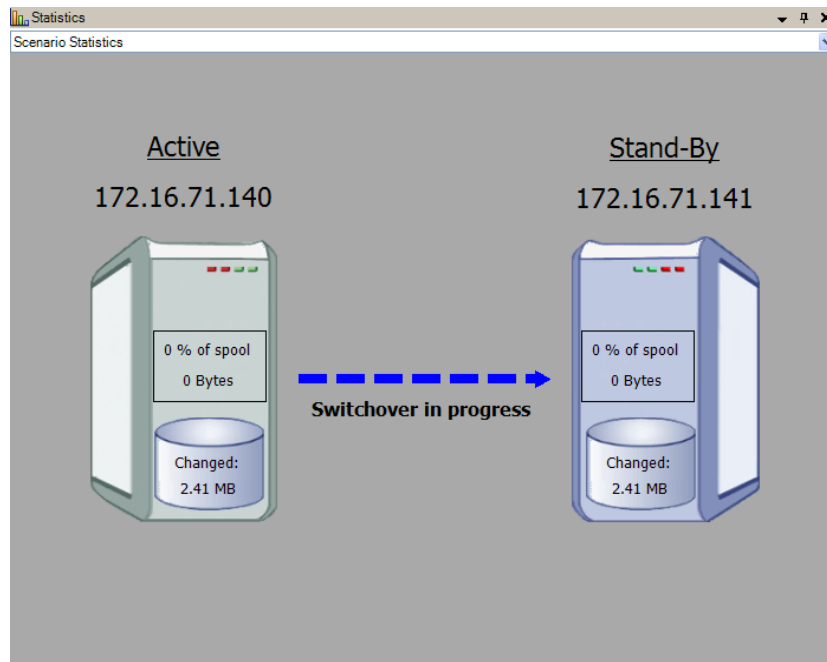 Statistics
Scenario Statistics
Active
Stand-By
172.16.71.140
172.16.71.141
0 % of spool
0 Bytes
0 % of spool
0 Bytes
Switchover in progress
Changed:
2.41 MB
Changed:
2.41 MB